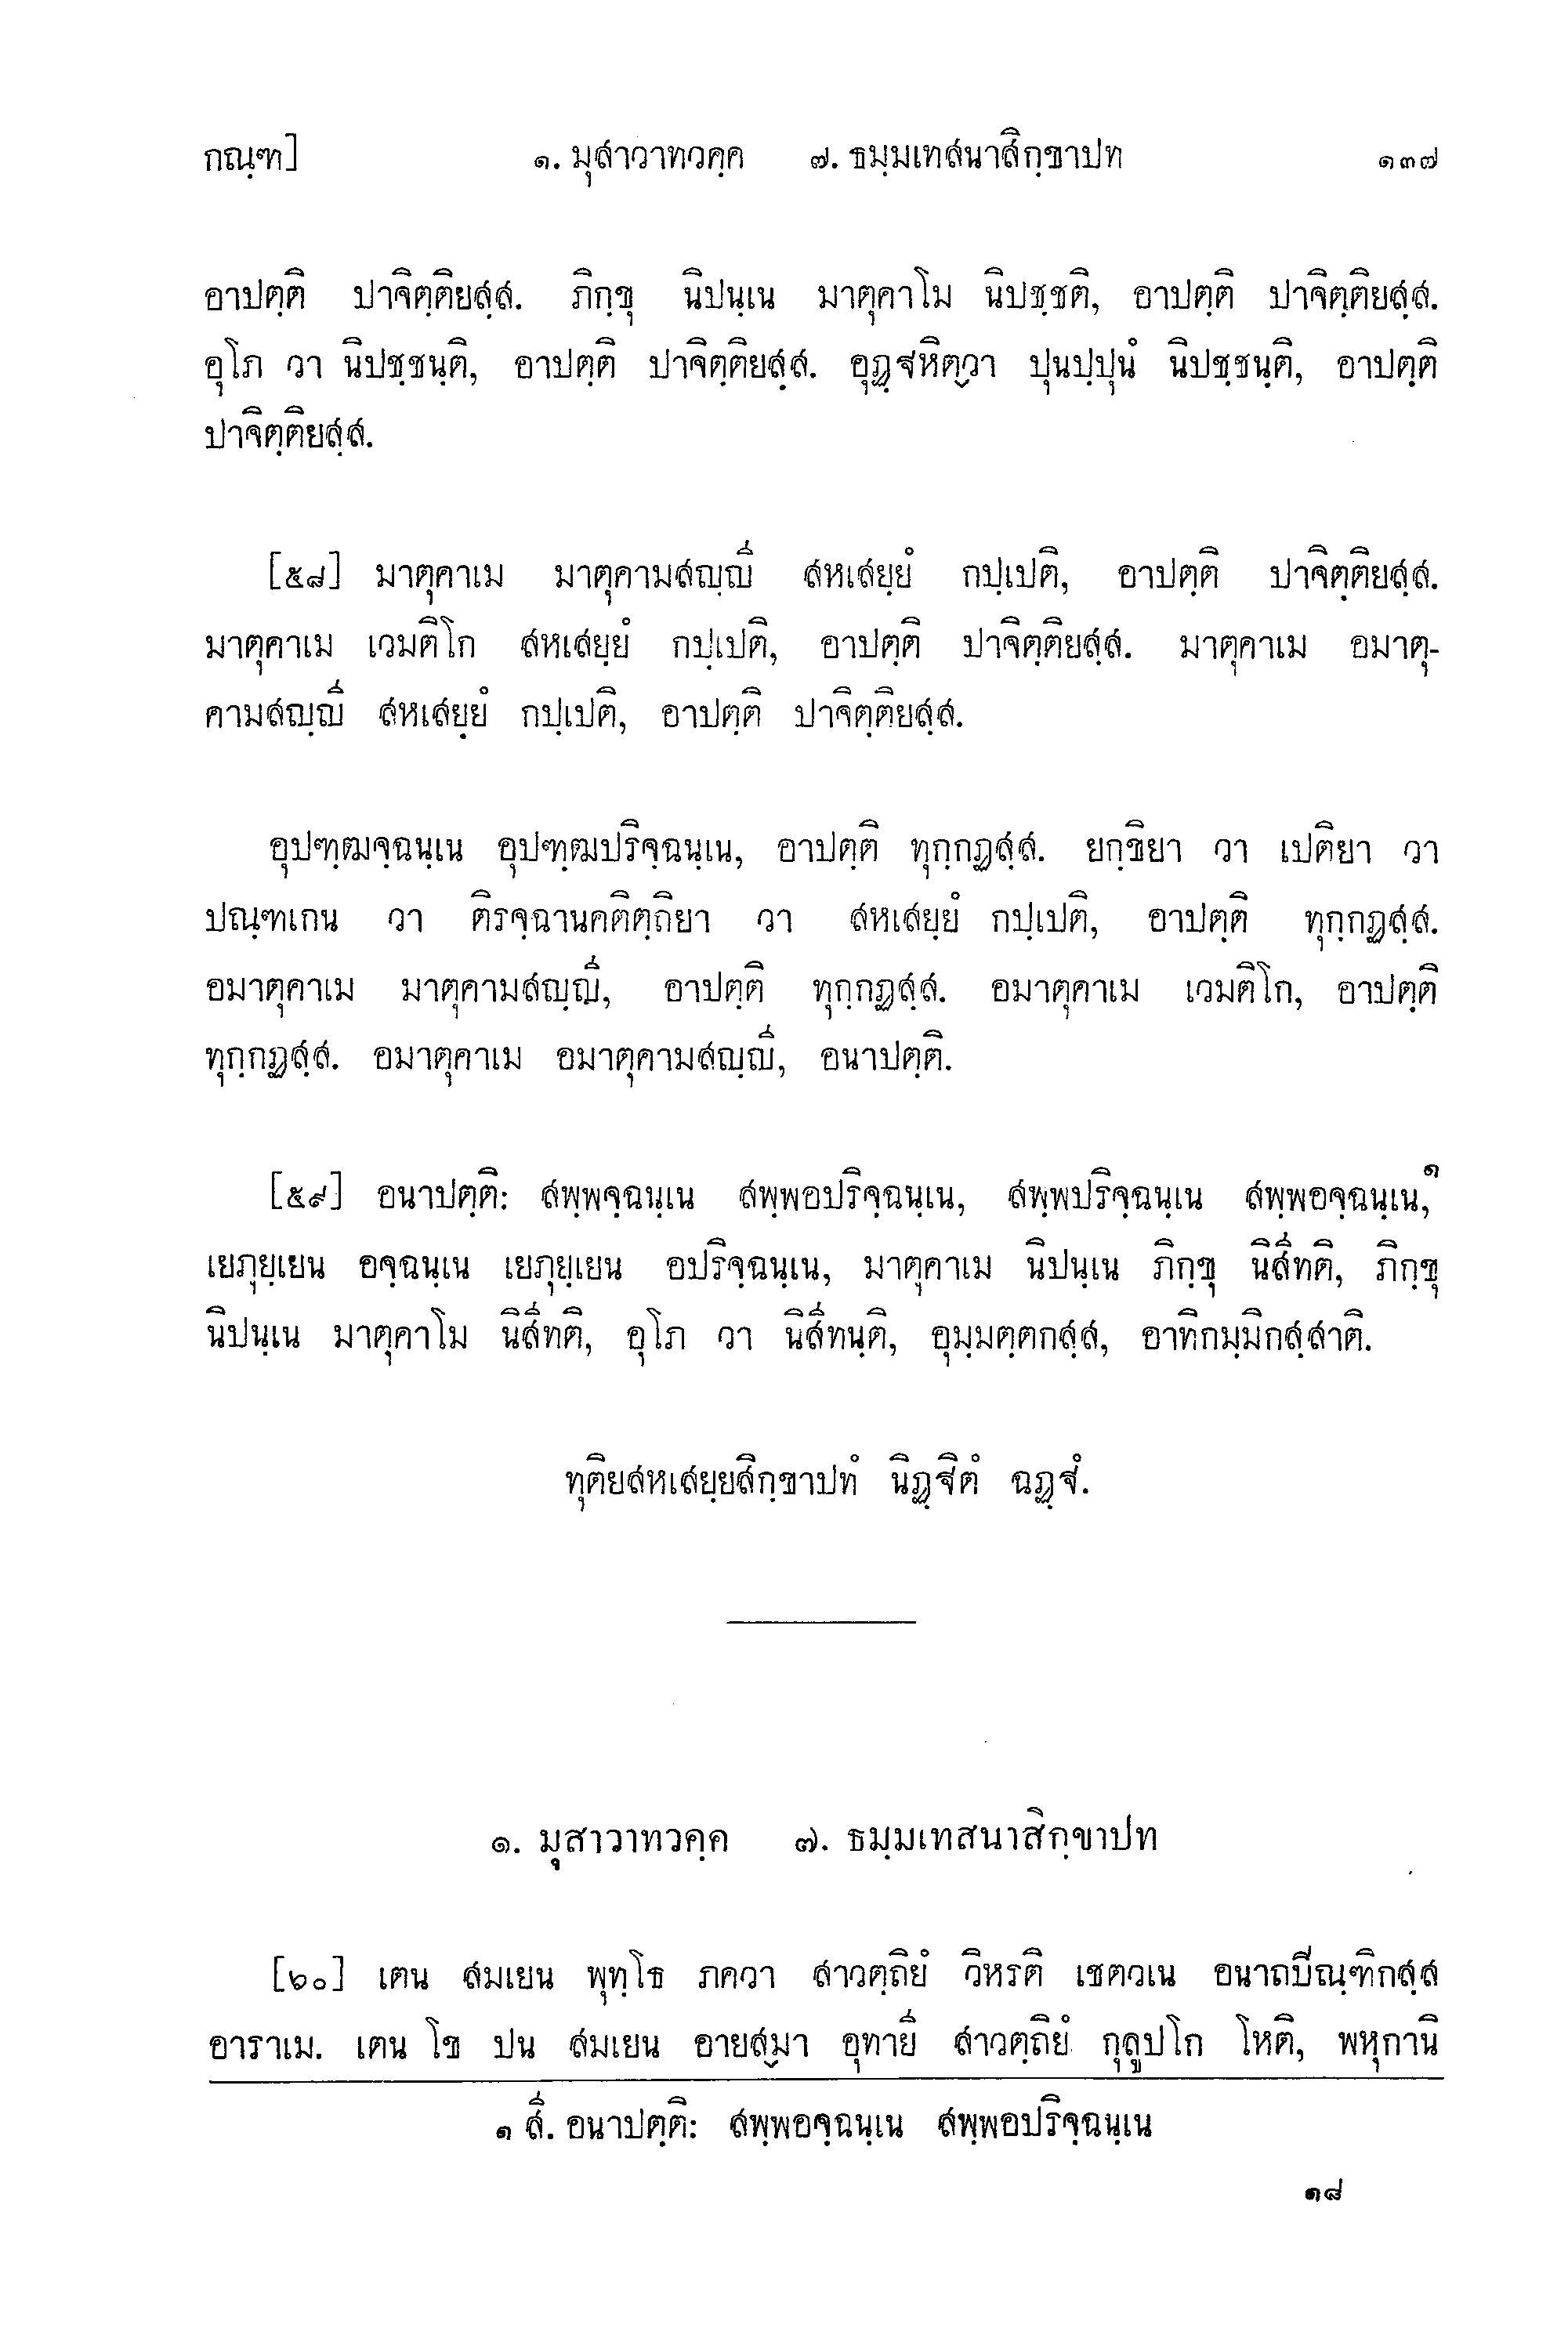 กณฺฑ] ๑. มุสาวาทวคฺค ๗. ธมฺมเทสนาสิกฺขาปท ๑๓๗
อาปตฺติ ปาจิตฺติยสฺส. ภิกฺขุ นิปนฺเน มาตุคาโม นิปชฺชติ, อาปตฺติ ปาจิตฺติยสฺส.
อุโภ วา นิปชฺชนฺติ, อาปตฺติ ปาจิตฺติยสฺส. อุฏฺฐหิตฺวา ปุนปฺปุนํ นิปชฺชนฺติ, อาปตฺติ
ปาจิตฺติยสฺส.
[๕๘] มาตุคาเม มาตุคามสญฺญี สหเสยฺยํ กปฺเปติ, อาปตฺติ ปาจิตฺติยสฺส.
มาตุคาเม เวมติโก สหเสยฺยํ กปฺเปติ, อาปตฺติ ปาจิตฺติยสฺส. มาตุคาเม อมาตุ-
คามสญฺญี สหเสยฺยํ กปฺเปติ, อาปตฺติ ปาจิตฺติยสฺส.
อุปฑฺฒจฺฉนฺเน อุปฑฺฒปริจฺฉนฺเน, อาปตฺติ ทุกฺกฏสฺส. ยกฺขิยา วา เปติยา วา
ปณฺฑเกน วา ติรจฺฉานคติตฺถิยา วา สหเสยฺยํ กปฺเปติ, อาปตฺติ ทุกฺกฏสฺส.
อมาตุคาเม มาตุคามสญฺญี, อาปตฺติ ทุกฺกฏสฺส. อมาตุคาเม เวมติโก, อาปตฺติ
ทุกฺกฏสฺส. อมาตุคาเม อมาตุคามสญฺญี, อนาปตฺติ.
[๕๙] อนาปตฺติ: สพฺพจฺฉนฺเน สพฺพอปริจฺฉนฺเน, สพฺพปริจฺฉนฺเน สพฺพอจฺฉนฺเน,๑
เยภุยฺเยน อจฺฉนฺเน เยภุยฺเยน อปริจฺฉนฺเน, มาตุคาเม นิปนฺเน ภิกฺขุ นิสีทติ, ภิกฺขุ
นิปนฺเน มาตุคาโม นิสีทติ, อุโภ วา นิสีทนฺติ, อุมฺมตฺตกสฺส, อาทิกมฺมิกสฺสาติ.
ทุติยสหเสยฺยสิกฺขาปทํ นิฏฺฐิตํ ฉฏฺฐํ.
๑. มุสาวาทวคฺค ๗. ธมฺมเทสนาสิกฺขาปท
[๖๐] เตน สมเยน พุทฺโธ ภควา สาวตฺถิยํ วิหรติ เชตวเน อนาถปิณฺฑิกสฺส
อาราเม. เตน โข ปน สมเยน อายสฺมา อุทายี สาวตฺถิยํ กุลูปโก โหติ, พหุกานิ
๑ สี. อนาปตฺติ: สพฺพอจฺฉนฺเน สพฺพอปริจฺฉนฺเน
๑๘